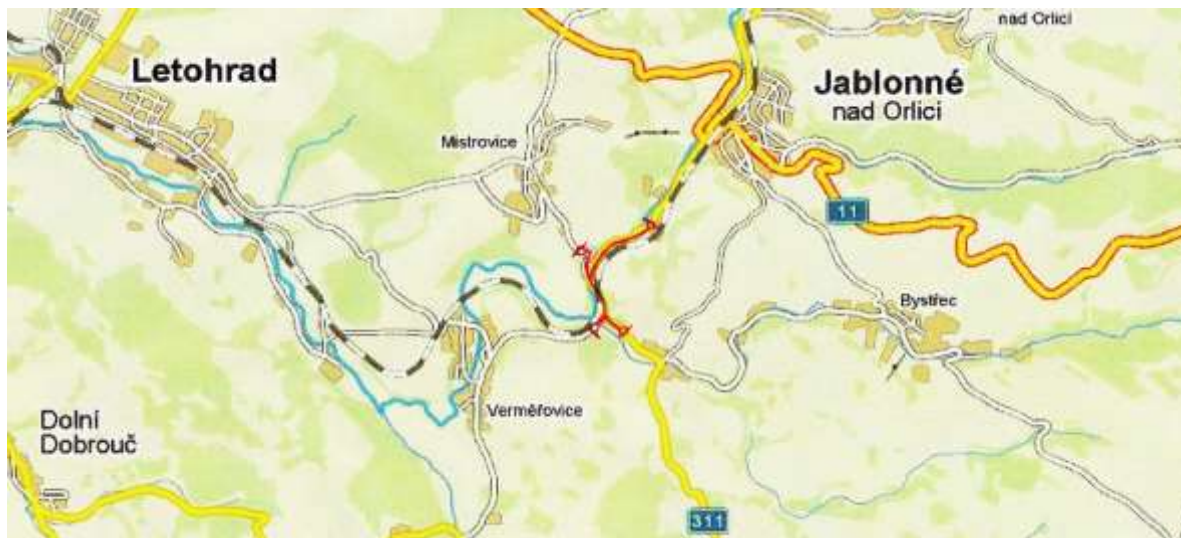 nad Orlicí
Letohrad
Jablonné
nad Orlicí
Mistrovice
11
Bystřec
Verměřovice
Dolní
Dobrouč
311